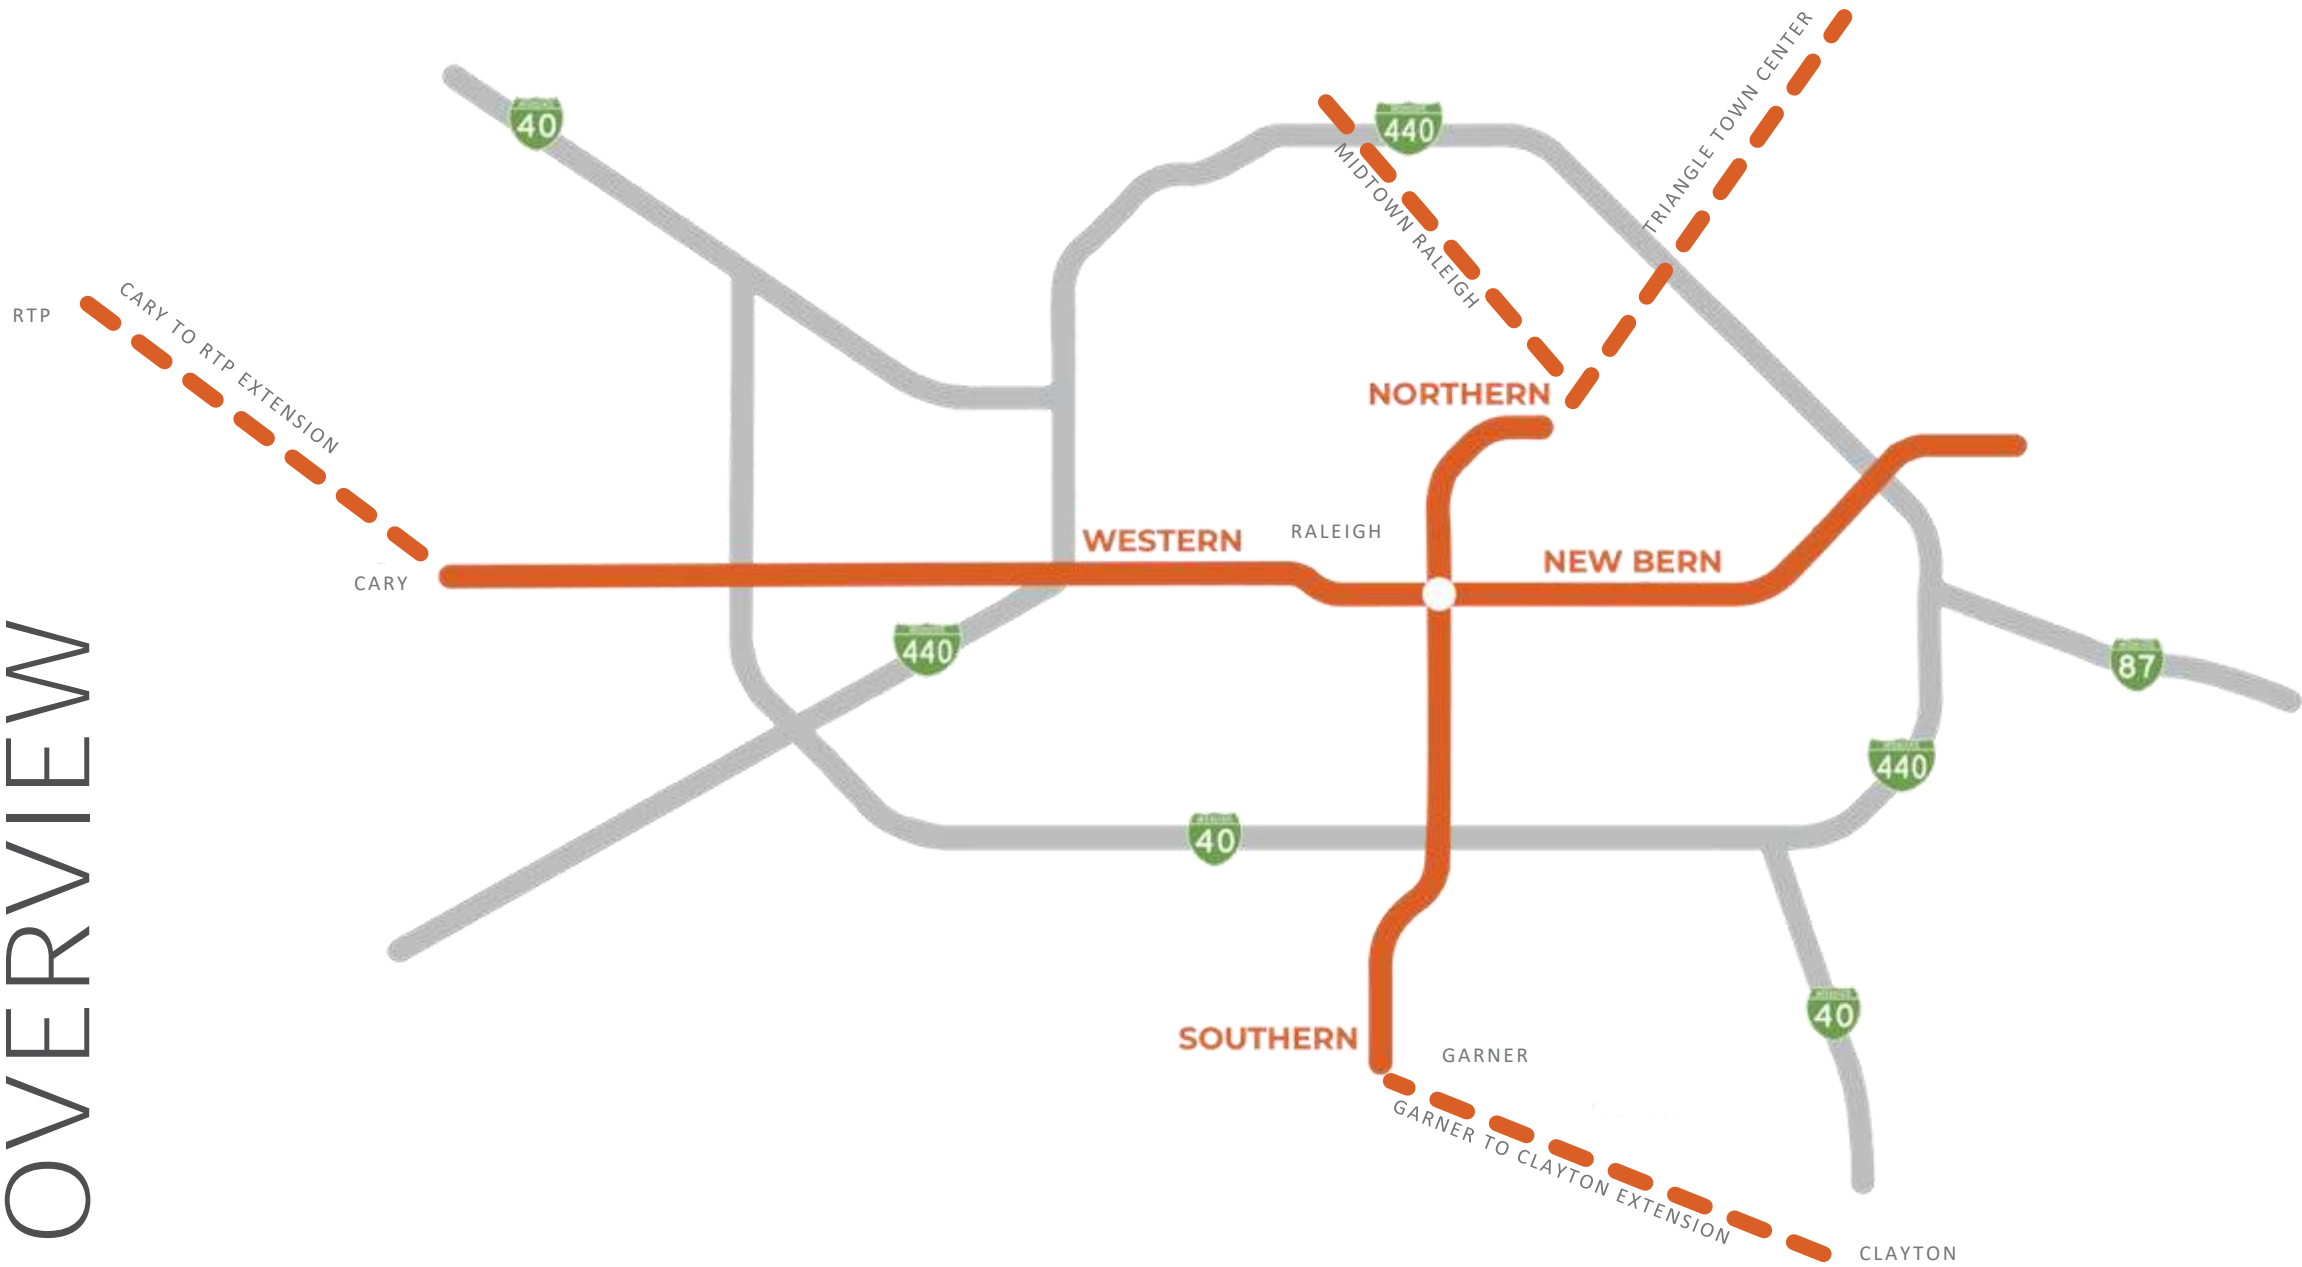 OVERVIEW
TRIANGLE TOWN CENTER
40
440
MIDTOWN RALEIGH
RTP
CARY TO RTP EXTENSION
NORTHERN
WESTERN
RALEIGH
NEW BERN
CARY
440
87
440
40
40
SOUTHERN
GARNER
GARNER TO CLAYTON EXTENSION
CLAYTON